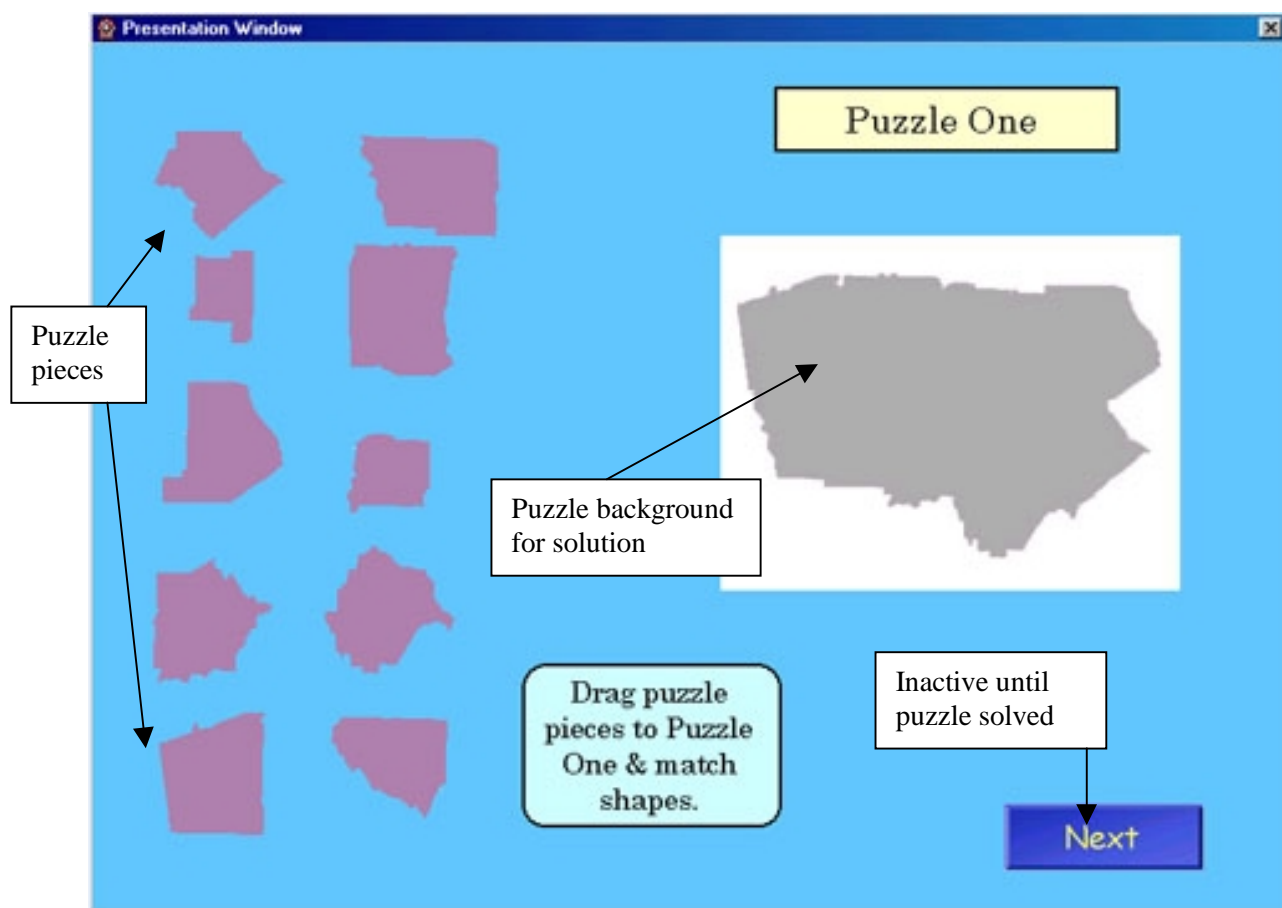 Presentation Window
Puzzle One
Puzzle
pieces
Puzzle background
for solution
Drag puzzle
pieces to Puzzle
One & match
shapes.
Inactive until
puzzle solved
Next